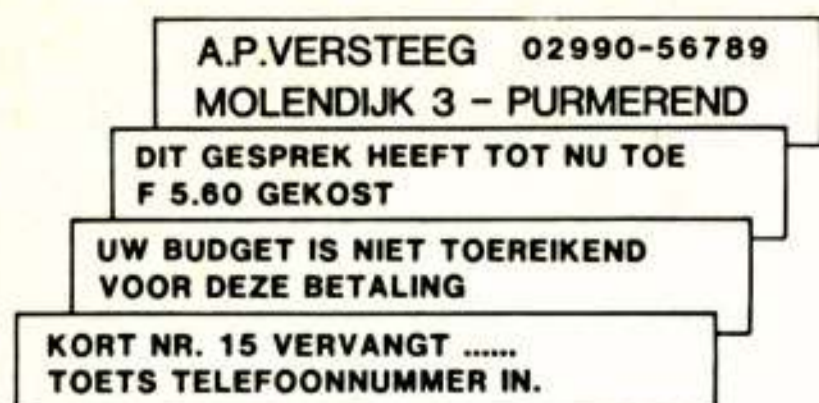 A.P.VERSTEEG 02990-56789
MOLENDIJK 3 - PURMEREND
DIT GESPREK HEEFT TOT NU TOE
F 5.60 GEKOST
UW BUDGET IS NIET TOEREIKEND
VOOR DEZE BETALING
KORT NR. 15 VERVANGT ......
TOETS TELEFOONNUMMER IN.